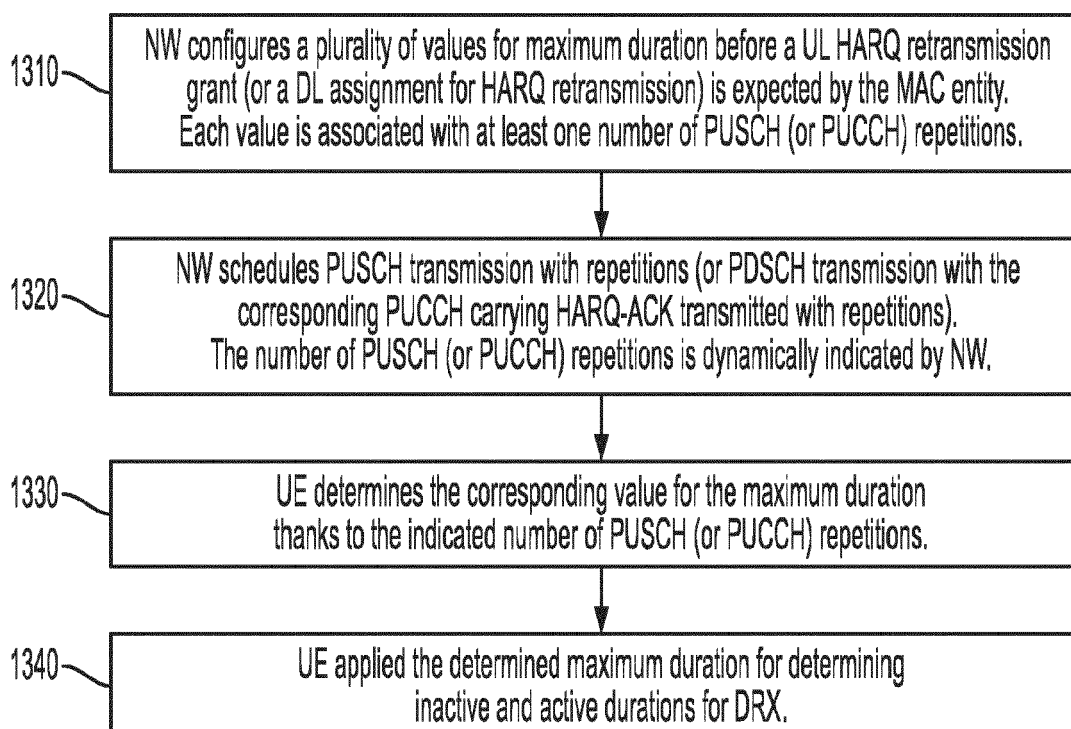 1310
NW configures a plurality of values for maximum duration before a UL HARQ retransmission
grant (or a DL assignment for HARQ retransmission) is expected by the MAC entity.
Each value is associated with at least one number of PUSCH (or PUCCH) repetitions.
1320
NW schedules PUSCH transmission with repetitions (or PDSCH transmission with the
corresponding PUCCH carrying HARQ-ACK transmitted with repetitions).
The number of PUSCH (or PUCCH) repetitions is dynamically indicated by NW.
1330
UE determines the corresponding value for the maximum duration
thanks to the indicated number of PUSCH (or PUCCH) repetitions.
1340
UE applied the determined maximum duration for determining
inactive and active durations for DRX.